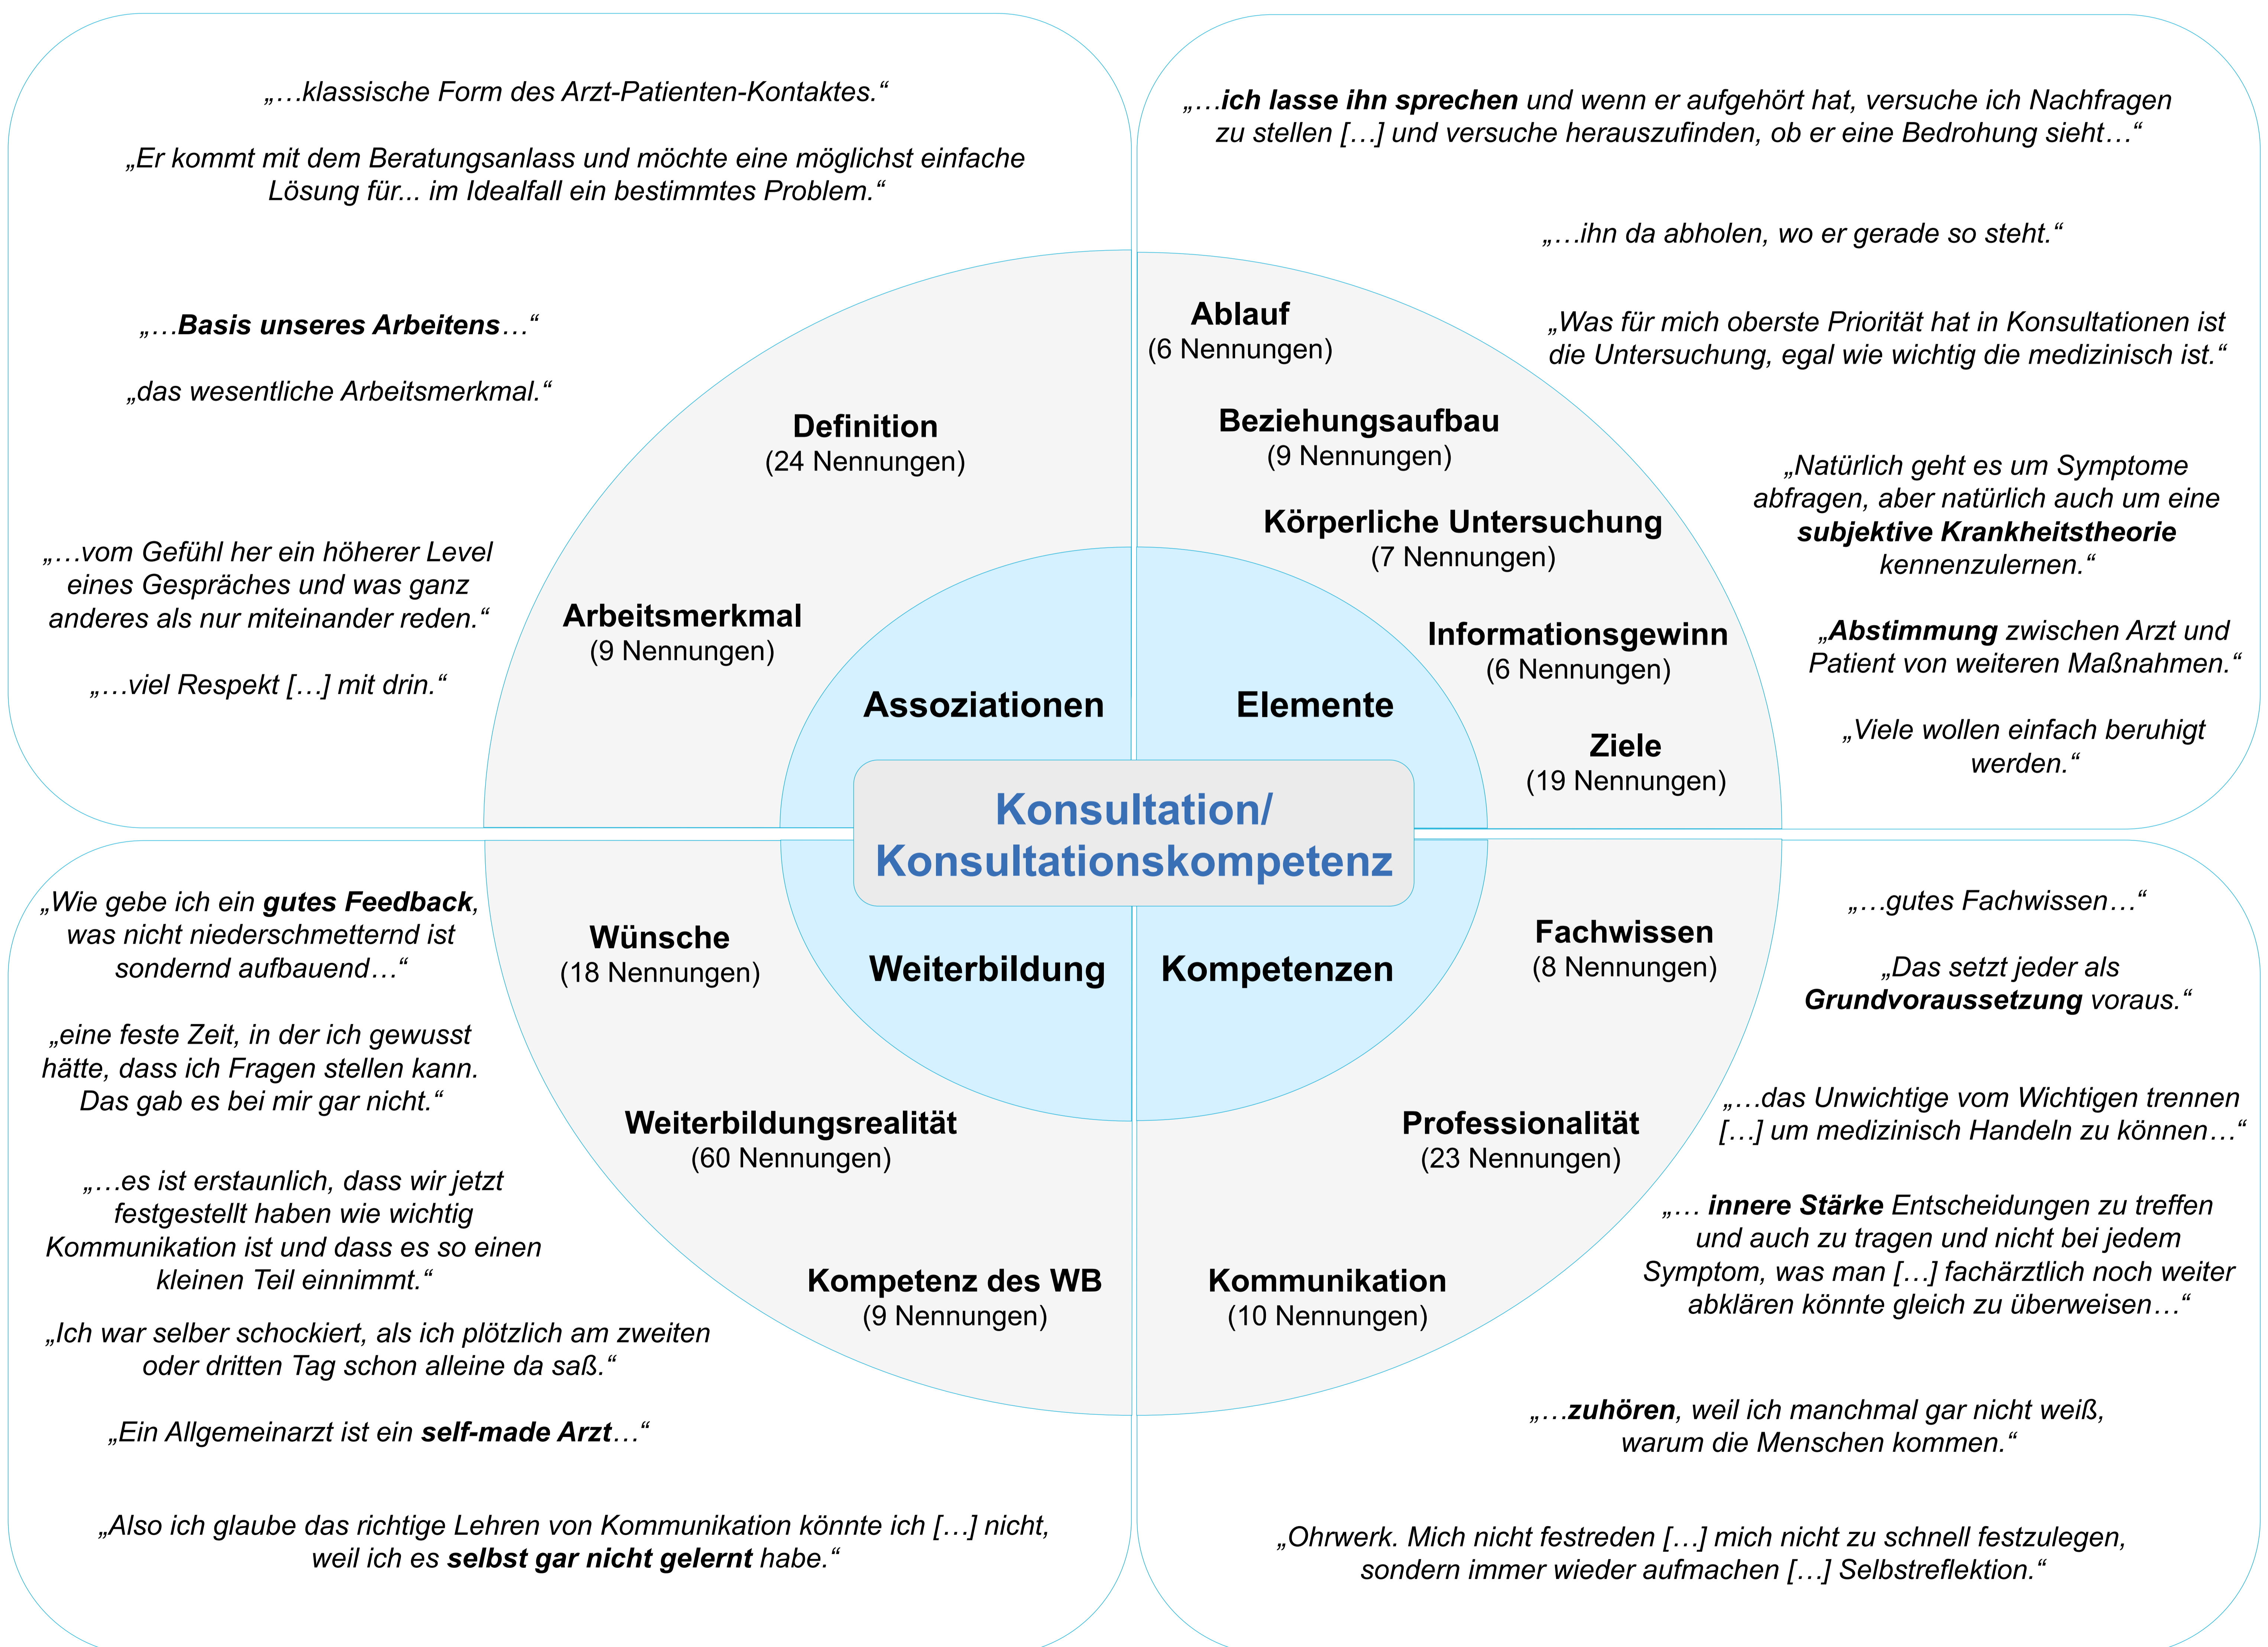 „…klassische Form des Arzt-Patienten-Kontaktes.“
„Er kommt mit dem Beratungsanlass und möchte eine möglichst einfache
Lösung für... im Idealfall ein bestimmtes Problem.“
„…Basis unseres Arbeitens…“
„das wesentliche Arbeitsmerkmal.“
„…vom Gefühl her ein höherer Level
eines Gespräches und was ganz
anderes als nur miteinander reden.“
„…viel Respekt […] mit drin.“
Definition
(24 Nennungen)
Arbeitsmerkmal
(9 Nennungen)
Assoziationen
„…ich lasse ihn sprechen und wenn er aufgehört hat, versuche ich Nachfragen
zu stellen […] und versuche herauszufinden, ob er eine Bedrohung sieht…“
„…ihn da abholen, wo er gerade so steht.“
„Was für mich oberste Priorität hat in Konsultationen ist
die Untersuchung, egal wie wichtig die medizinisch ist.“
„Natürlich geht es um Symptome
abfragen, aber natürlich auch um eine
subjektive Krankheitstheorie
kennenzulernen.“
„Abstimmung zwischen Arzt und
Patient von weiteren Maßnahmen.“
„Viele wollen einfach beruhigt
werden.“
Ablauf
(6 Nennungen)
Beziehungsaufbau
(9 Nennungen)
Körperliche Untersuchung
(7 Nennungen)
Informationsgewinn
(6 Nennungen)
Ziele
(19 Nennungen)
Elemente
Konsultation/
Konsultationskompetenz
„Wie gebe ich ein gutes Feedback,
was nicht niederschmetternd ist
sondernd aufbauend…“
„eine feste Zeit, in der ich gewusst
hätte, dass ich Fragen stellen kann.
Das gab es bei mir gar nicht.“
„…es ist erstaunlich, dass wir jetzt
festgestellt haben wie wichtig
Kommunikation ist und dass es so einen
kleinen Teil einnimmt.“
„Ich war selber schockiert, als ich plötzlich am zweiten
oder dritten Tag schon alleine da saß.“
„Ein Allgemeinarzt ist ein self-made Arzt…“
„Also ich glaube das richtige Lehren von Kommunikation könnte ich […] nicht,
weil ich es selbst gar nicht gelernt habe.“
Wünsche
(18 Nennungen)
Weiterbildungsrealität
(60 Nennungen)
Kompetenz des WB
(9 Nennungen)
Weiterbildung
Kompetenzen
Fachwissen
(8 Nennungen)
Professionalität
(23 Nennungen)
Kommunikation
(10 Nennungen)
„…gutes Fachwissen…“
„Das setzt jeder als
Grundvoraussetzung voraus.“
„…das Unwichtige vom Wichtigen trennen
[…] um medizinisch Handeln zu können…“
„… innere Stärke Entscheidungen zu treffen
und auch zu tragen und nicht bei jedem
Symptom, was man […] fachärztlich noch weiter
abklären könnte gleich zu überweisen…“
„…zuhören, weil ich manchmal gar nicht weiß,
warum die Menschen kommen.“
„Ohrwerk. Mich nicht festreden […] mich nicht zu schnell festzulegen,
sondern immer wieder aufmachen […] Selbstreflektion.“